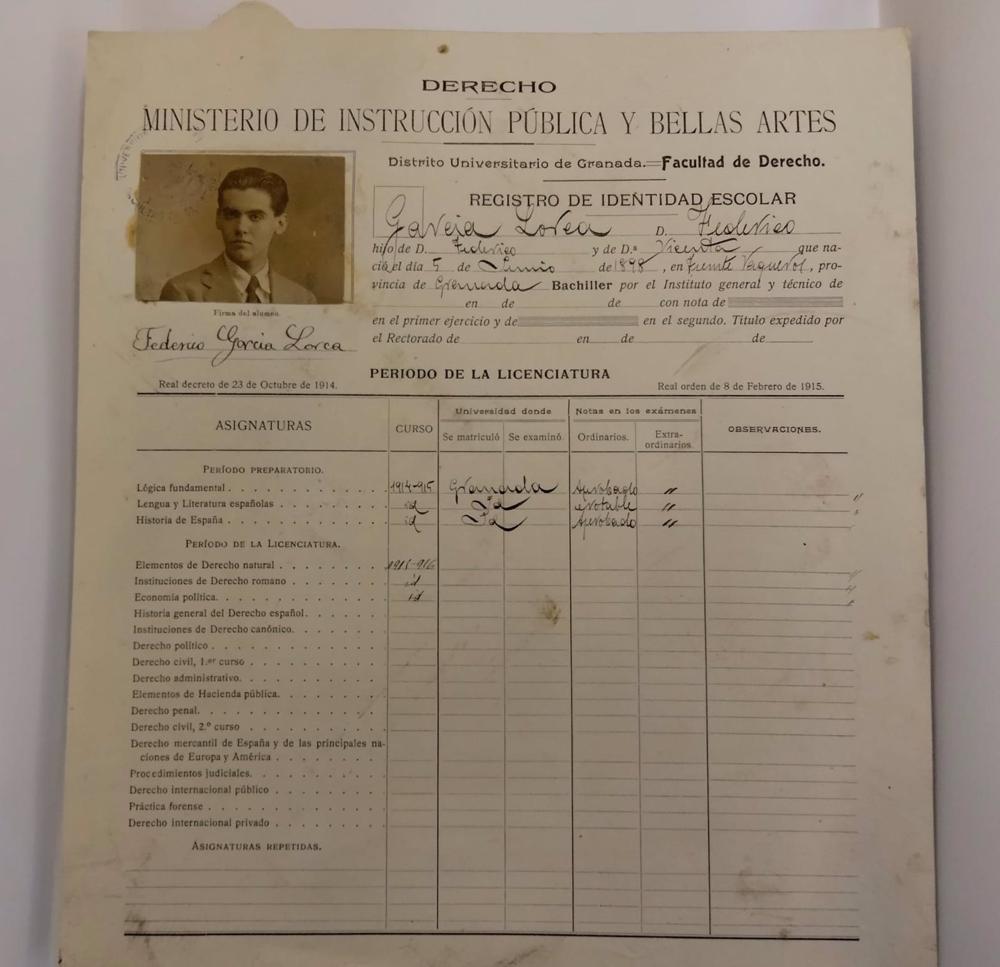 DERECHO
MINISTERIO DE INSTRUCCIÓN PÚBLICA Y BELLAS ARTES
Distrito Universitario de Granada.=Facultad de Derecho.
REGISTRO DE IDENTIDAD ESCOLAR
García Lorca D. Federico
hijo de D. Federico y de D.ª Vicenta que na-
ció el día 5 de Junio de 1898, en Fuente Vaqueros, pro-
vincia de Granada Bachiller por el Instituto general y técnico de
en de de con nota de
en el primer ejercicio y de en el segundo. Título expedido por
el Rectorado de en de de
Firma del alumno
Federico García Lorca
PERIODO DE LA LICENCIATURA
Real decreto de 23 de Octubre de 1914.
Real orden de 8 de Febrero de 1915.
ASIGNATURAS CURSO Universidad donde Notas en los exámenes OBSERVACIONES.
Se matriculó Se examinó Ordinarios. Extra-ordinarios.
PERÍODO PREPARATORIO.
Lógica fundamental 1914-915 Granada Aprobado "
Lengua y Literatura españolas id Id Notable "
Historia de España id Id Aprobado "
PERÍODO DE LA LICENCIATURA.
Elementos de Derecho natural 1915-916
Instituciones de Derecho romano id
Economía política. id
Historia general del Derecho español.
Instituciones de Derecho canónico.
Derecho político
Derecho civil, 1.er curso
Derecho administrativo.
Elementos de Hacienda pública.
Derecho penal.
Derecho civil, 2.º curso
Derecho mercantil de España y de las principales na-
ciones de Europa y América
Procedimientos judiciales.
Derecho internacional público
Práctica forense
Derecho internacional privado
ASIGNATURAS REPETIDAS.